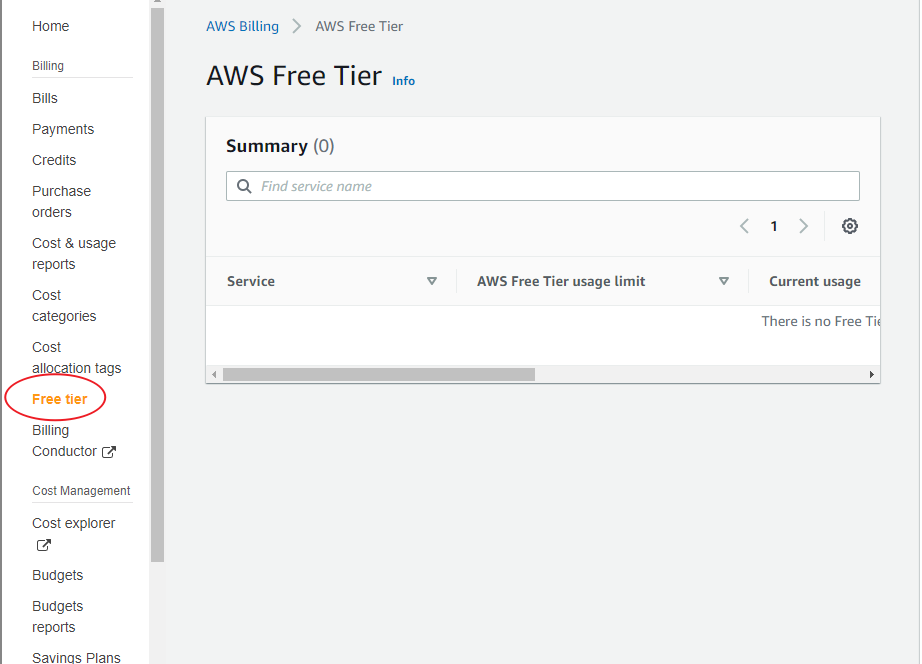 Home
Billing
Bills
Payments
Credits
Purchase
orders
Cost & usage
reports
Cost
categories
Cost
allocation tags
Free tier
Billing
Conductor
Cost Management
Cost explorer
Budgets
Budgets
reports
Savings Plans
AWS Billing > AWS Free Tier
AWS Free Tier Info
Summary (0)
Find service name
1
Service AWS Free Tier usage limit Current usage
There is no Free Tie